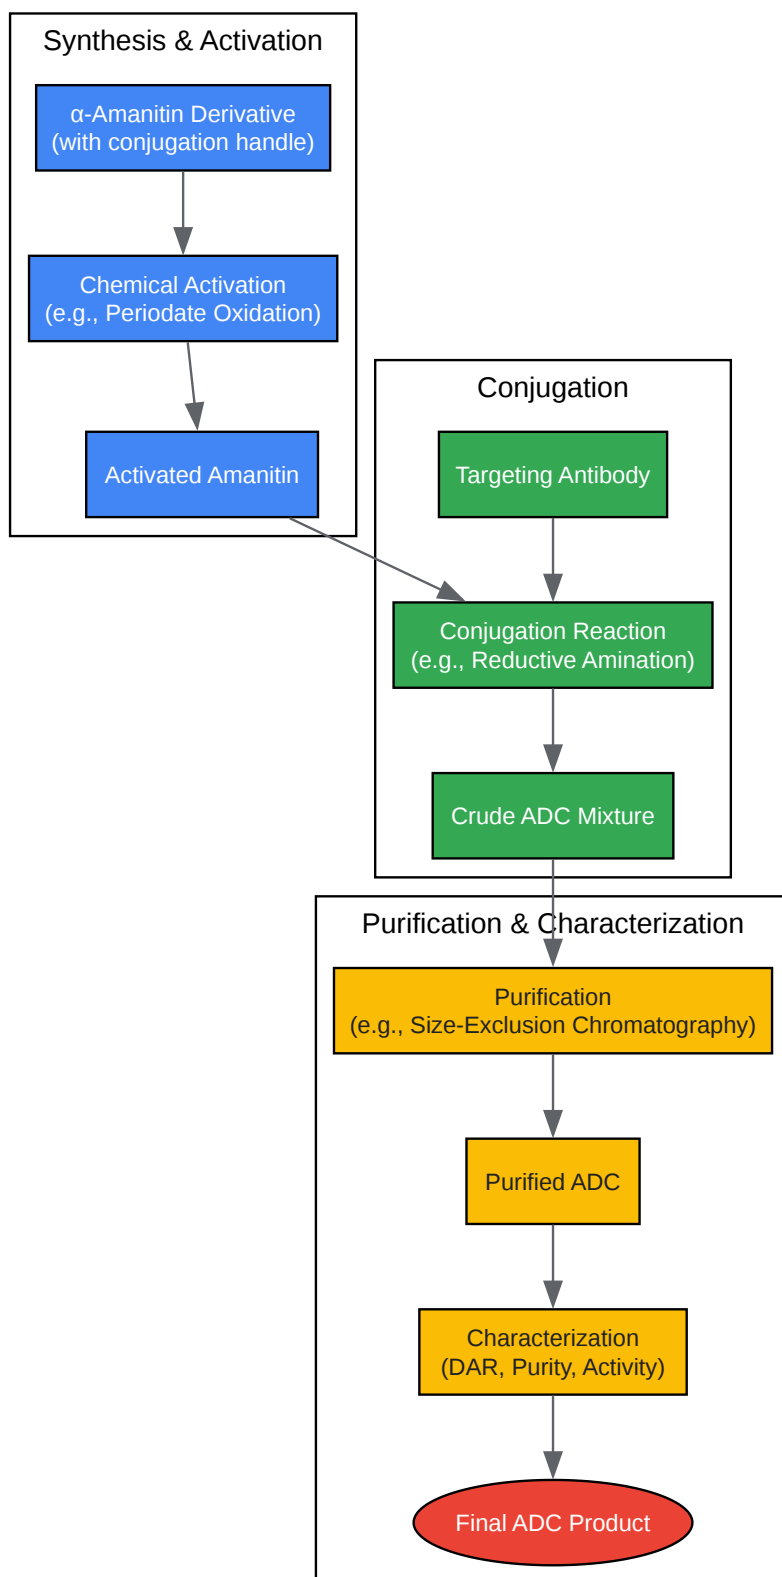 Synthesis & Activation
α-Amanitin Derivative
(with conjugation handle)
Chemical Activation
(e.g., Periodate Oxidation)
Activated Amanitin
Conjugation
Targeting Antibody
Conjugation Reaction
(e.g., Reductive Amination)
Crude ADC Mixture
Purification & Characterization
Purification
(e.g., Size-Exclusion Chromatography)
Purified ADC
Characterization
(DAR, Purity, Activity)
Final ADC Product